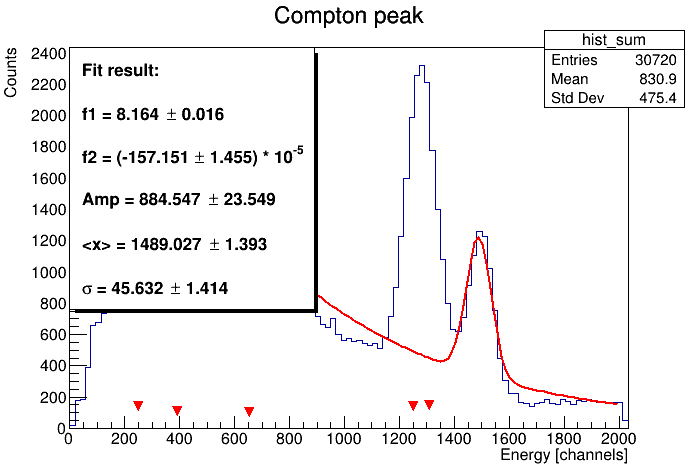 Compton peak
hist_sum
Entries 30720
Mean 830.9
Std Dev 475.4
Counts
2400
2200
2000
1800
1600
1400
1200
1000
800
600
400
200
0
Fit result:
f1 = 8.164 ± 0.016
f2 = (-157.151 ± 1.455) * 10^-5
Amp = 884.547 ± 23.549
<x> = 1489.027 ± 1.393
σ = 45.632 ± 1.414
0 200 400 600 800 1000 1200 1400 1600 1800 2000
Energy [channels]